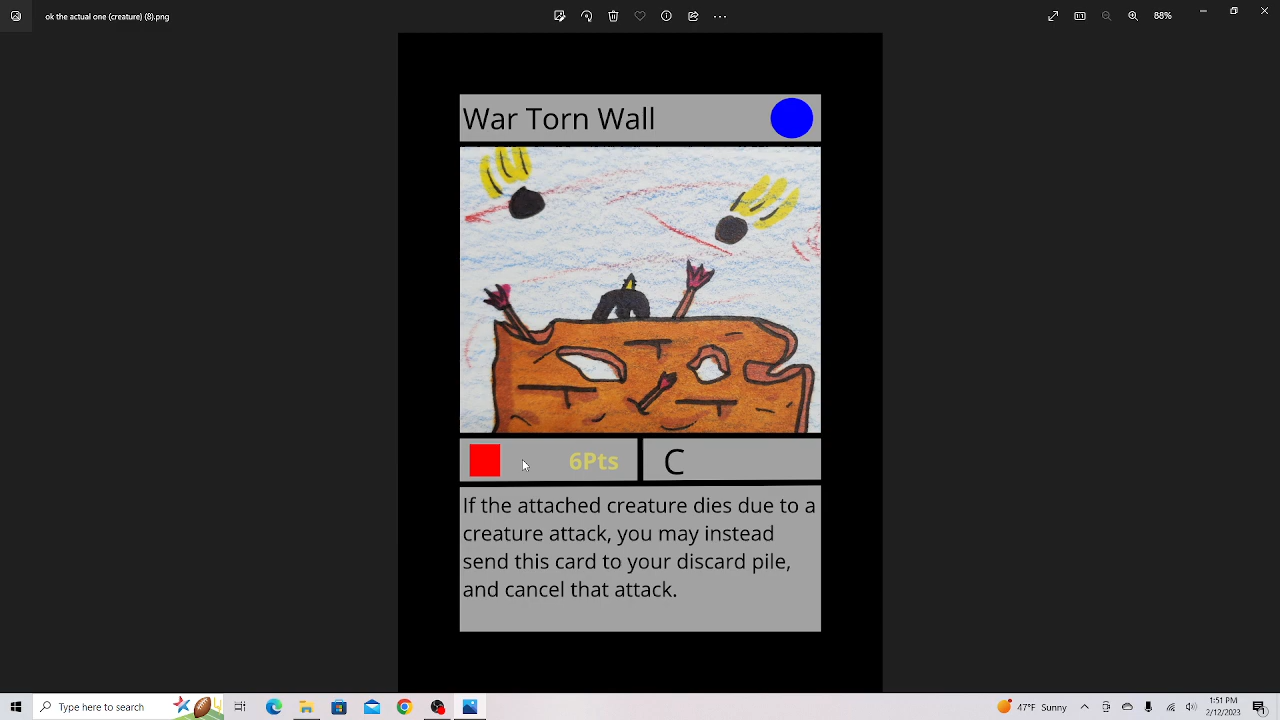 ok the actual one (creature) (8).png
88%
War Torn Wall
6Pts
C
If the attached creature dies due to a
creature attack, you may instead
send this card to your discard pile,
and cancel that attack.
Type here to search
47°F Sunny
1:51 PM
2/12/2023